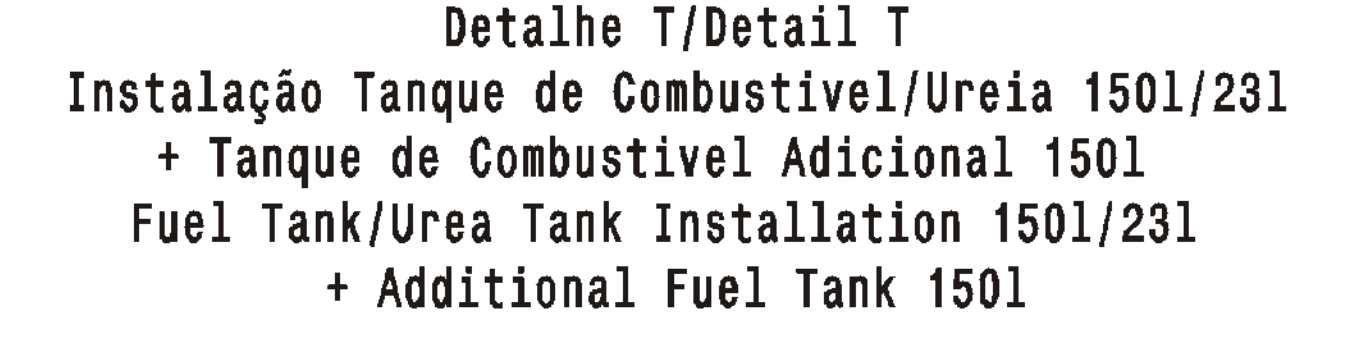 Detalhe T/Detail T
Instalação Tanque de Combustivel/Ureia 150l/23l
+ Tanque de Combustivel Adicional 150l
Fuel Tank/Urea Tank Installation 150l/23l
+ Additional Fuel Tank 150l